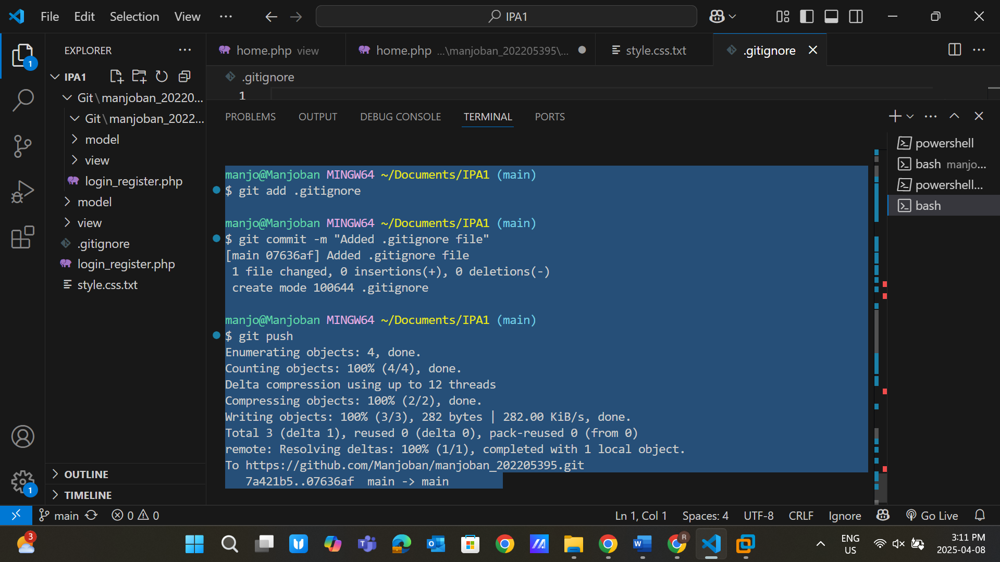 File Edit Selection View ··· IPA1
EXPLORER
home.php view
home.php ...\manjoban_202205395\...
style.css.txt
.gitignore
IPA1
Git\manjoban_20220...
Git\manjoban_2022...
model
view
login_register.php
model
view
.gitignore
login_register.php
style.css.txt
OUTLINE
TIMELINE
.gitignore
1
PROBLEMS OUTPUT DEBUG CONSOLE TERMINAL PORTS
manjo@Manjoban MINGW64 ~/Documents/IPA1 (main)
$ git add .gitignore
manjo@Manjoban MINGW64 ~/Documents/IPA1 (main)
$ git commit -m "Added .gitignore file"
[main 07636af] Added .gitignore file
1 file changed, 0 insertions(+), 0 deletions(-)
create mode 100644 .gitignore
manjo@Manjoban MINGW64 ~/Documents/IPA1 (main)
$ git push
Enumerating objects: 4, done.
Counting objects: 100% (4/4), done.
Delta compression using up to 12 threads
Compressing objects: 100% (2/2), done.
Writing objects: 100% (3/3), 282 bytes | 282.00 KiB/s, done.
Total 3 (delta 1), reused 0 (delta 0), pack-reused 0 (from 0)
remote: Resolving deltas: 100% (1/1), completed with 1 local object.
To https://github.com/Manjoban/manjoban_202205395.git
7a421b5..07636af main -> main
powershell
bash manjo...
powershell...
bash
1
1
main 0 0 Ln 1, Col 1 Spaces: 4 UTF-8 CRLF Ignore Go Live
3
R
ENG
US
3:11 PM
2025-04-08